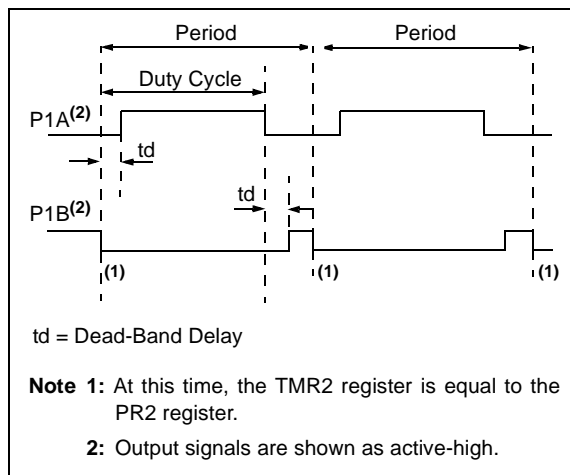 Period Period
Duty Cycle
P1A(2)
td
td
P1B(2)
(1) (1) (1)
td = Dead-Band Delay
Note 1: At this time, the TMR2 register is equal to the
PR2 register.
2: Output signals are shown as active-high.